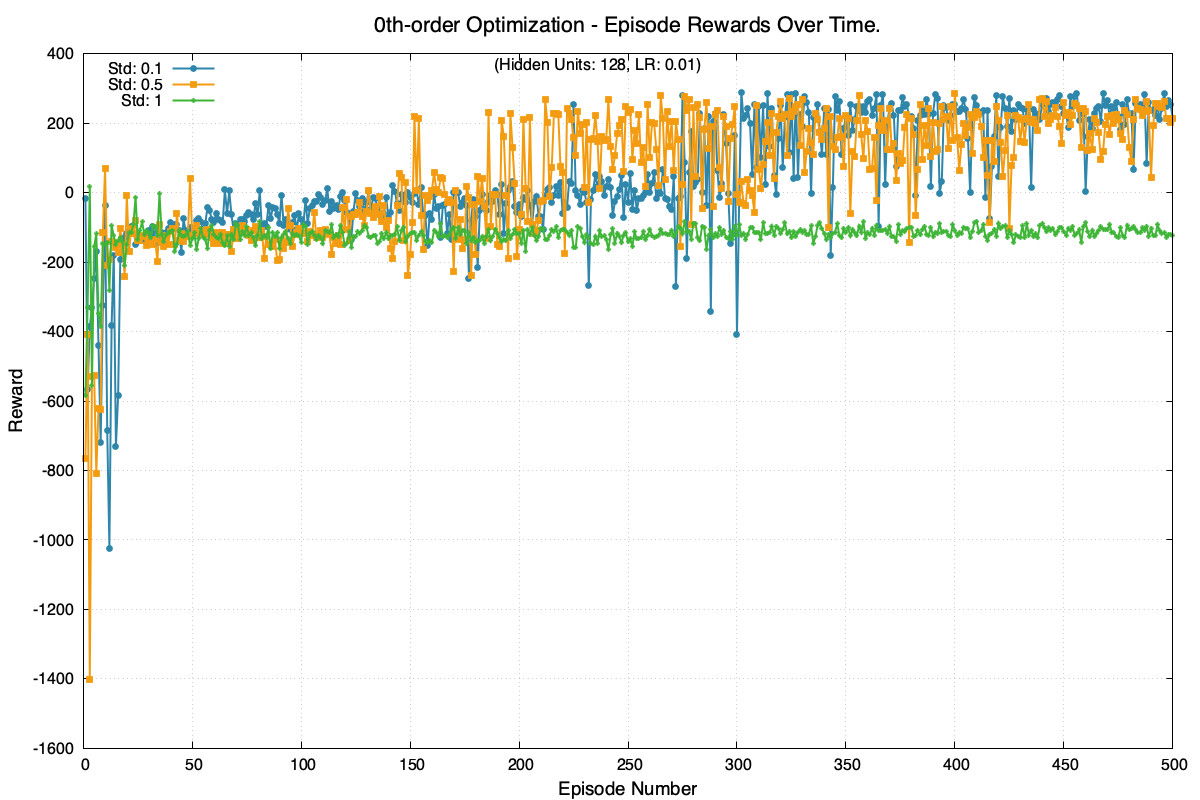 0th-order Optimization - Episode Rewards Over Time.
(Hidden Units: 128, LR: 0.01)
Std: 0.1
Std: 0.5
Std: 1
400
200
0
-200
-400
-600
-800
-1000
-1200
-1400
-1600
Reward
0 50 100 150 200 250 300 350 400 450 500
Episode Number